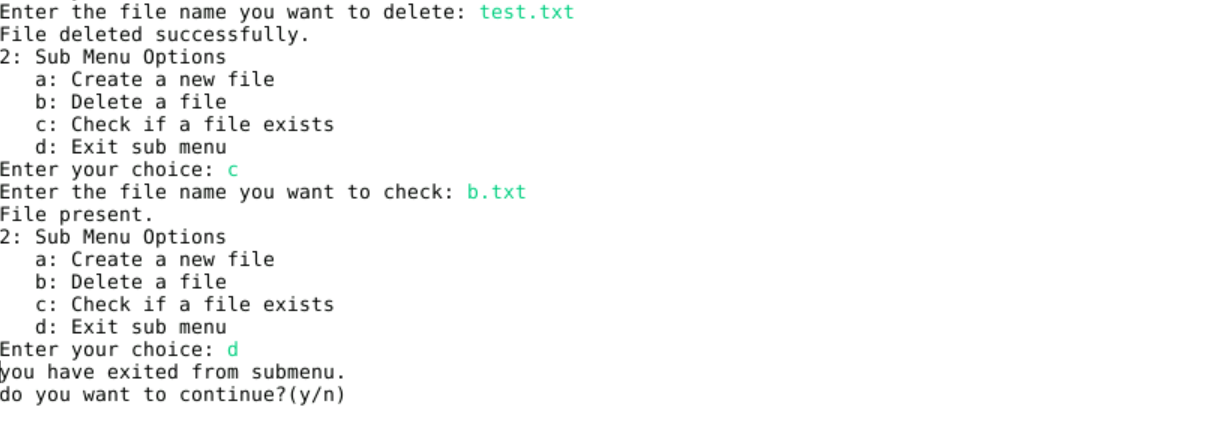 Enter the file name you want to delete: test.txt
File deleted successfully.
2: Sub Menu Options
   a: Create a new file
   b: Delete a file
   c: Check if a file exists
   d: Exit sub menu
Enter your choice: c
Enter the file name you want to check: b.txt
File present.
2: Sub Menu Options
   a: Create a new file
   b: Delete a file
   c: Check if a file exists
   d: Exit sub menu
Enter your choice: d
you have exited from submenu.
do you want to continue?(y/n)